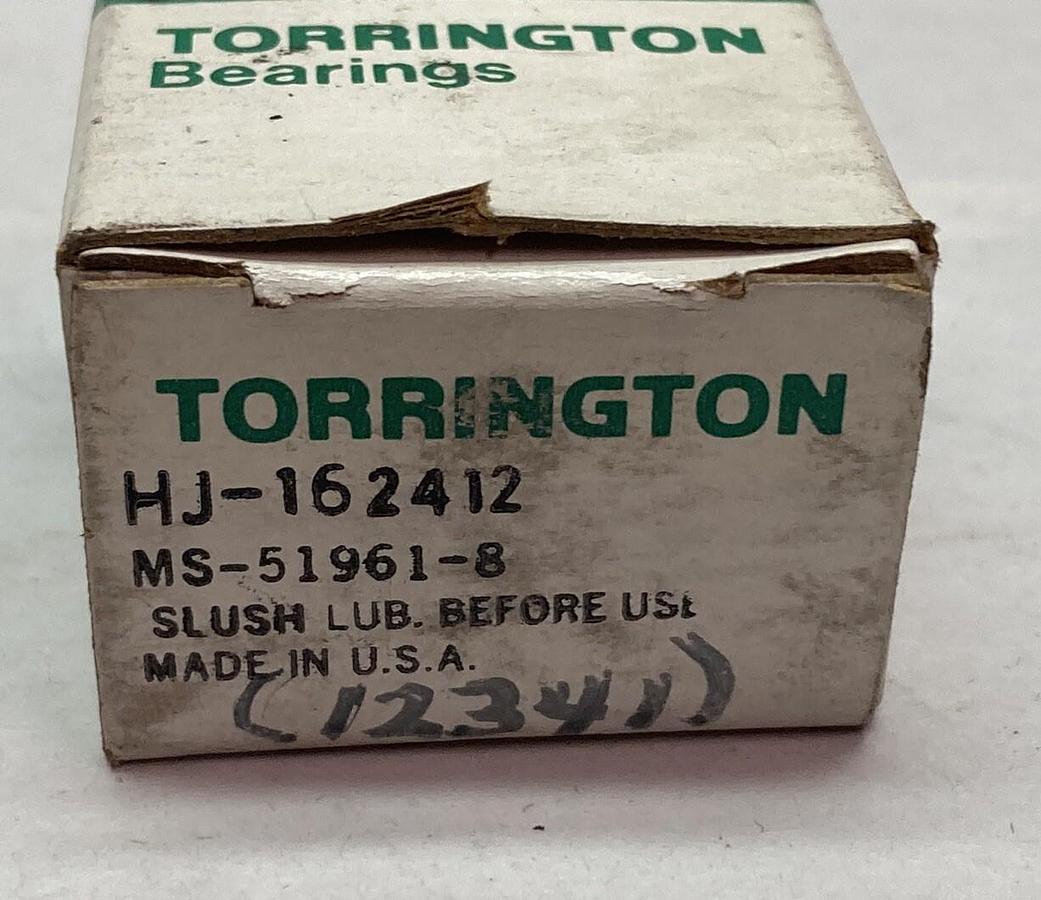 TORRINGTON
Bearings
TORRINGTON
HJ-162412
MS-51961-8
SLUSH LUB. BEFORE USE
MADE IN U.S.A.
(12341)